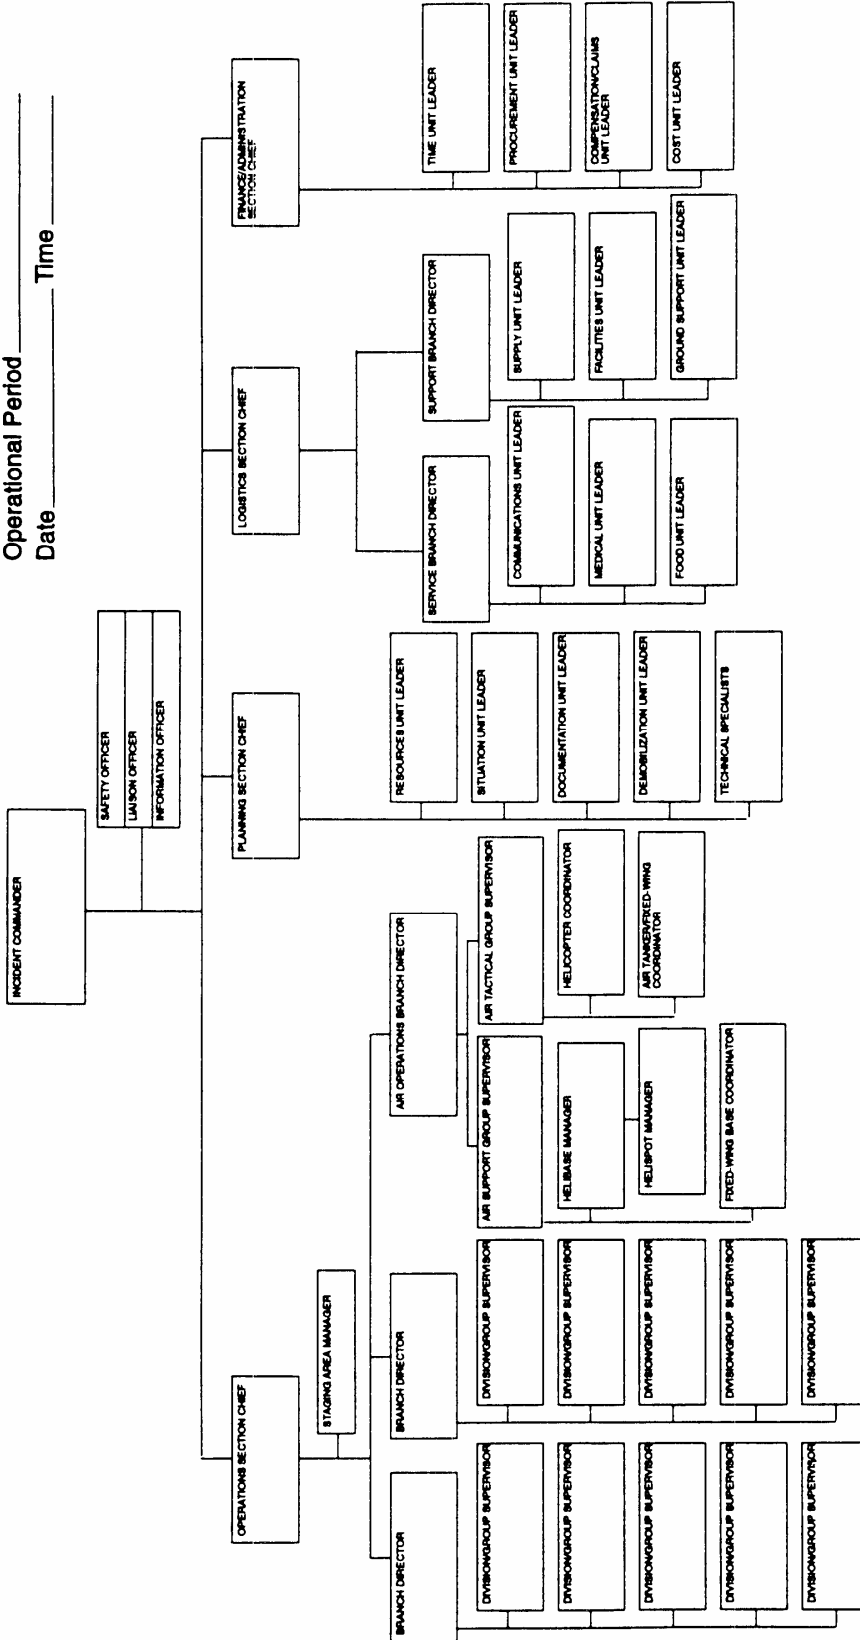 Operational Period
Date Time
INCIDENT COMMANDER
SAFETY OFFICER
LIAISON OFFICER
INFORMATION OFFICER
OPERATIONS SECTION CHIEF
PLANNING SECTION CHIEF
LOGISTICS SECTION CHIEF
FINANCE/ADMINISTRATION
SECTION CHIEF
STAGING AREA MANAGER
BRANCH DIRECTOR
DIVISION/GROUP SUPERVISOR
DIVISION/GROUP SUPERVISOR
DIVISION/GROUP SUPERVISOR
DIVISION/GROUP SUPERVISOR
DIVISION/GROUP SUPERVISOR
BRANCH DIRECTOR
DIVISION/GROUP SUPERVISOR
DIVISION/GROUP SUPERVISOR
DIVISION/GROUP SUPERVISOR
DIVISION/GROUP SUPERVISOR
DIVISION/GROUP SUPERVISOR
AIR OPERATIONS BRANCH DIRECTOR
AIR SUPPORT GROUP SUPERVISOR
HELIBASE MANAGER
HELISPOT MANAGER
FIXED-WING BASE COORDINATOR
AIR TACTICAL GROUP SUPERVISOR
HELICOPTER COORDINATOR
AIR TANKER/FIXED-WING
COORDINATOR
RESOURCES UNIT LEADER
SITUATION UNIT LEADER
DOCUMENTATION UNIT LEADER
DEMOBILIZATION UNIT LEADER
TECHNICAL SPECIALISTS
SERVICE BRANCH DIRECTOR
COMMUNICATIONS UNIT LEADER
MEDICAL UNIT LEADER
FOOD UNIT LEADER
SUPPORT BRANCH DIRECTOR
SUPPLY UNIT LEADER
FACILITIES UNIT LEADER
GROUND SUPPORT UNIT LEADER
TIME UNIT LEADER
PROCUREMENT UNIT LEADER
COMPENSATION/CLAIMS
UNIT LEADER
COST UNIT LEADER